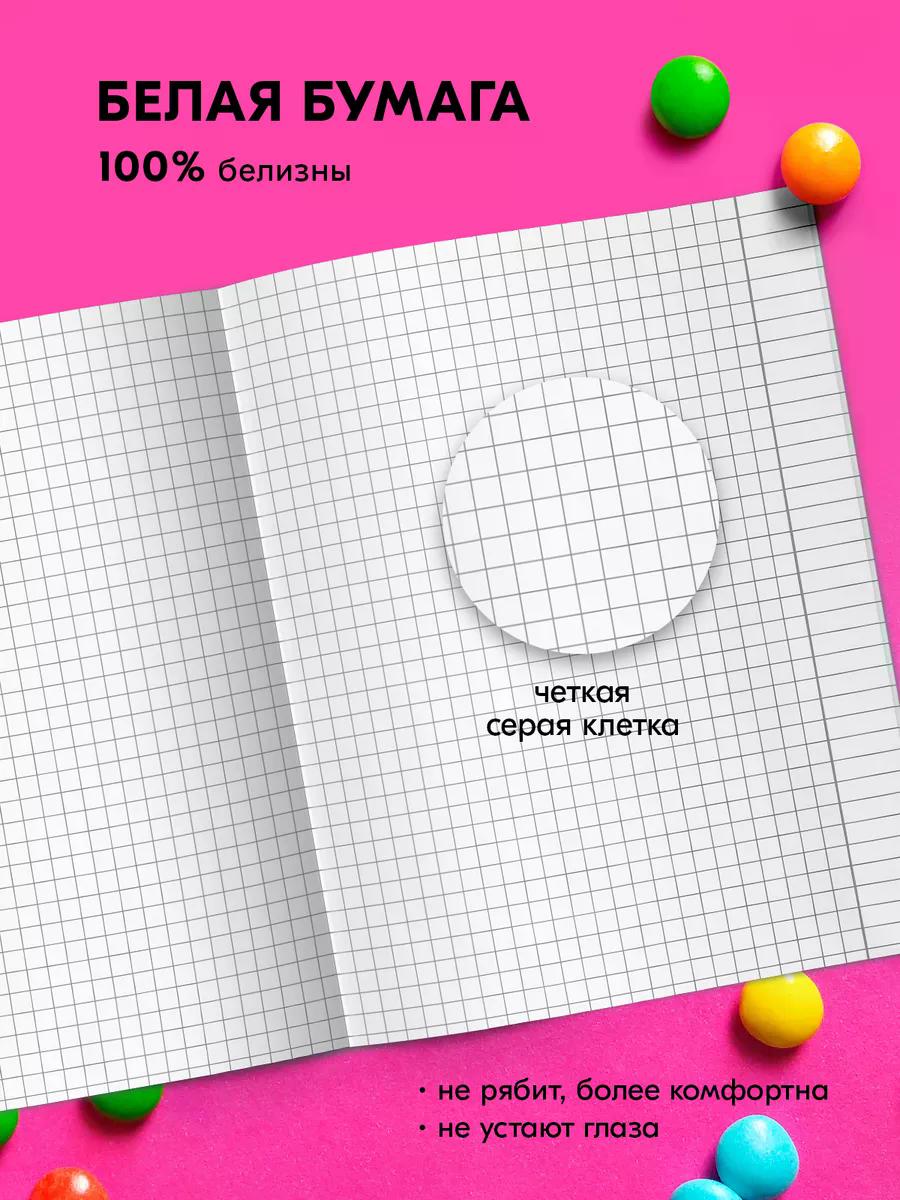 БЕЛАЯ БУМАГА
100% белизны
четкая
серая клетка
• не рябит, более комфортна
• не устают глаза